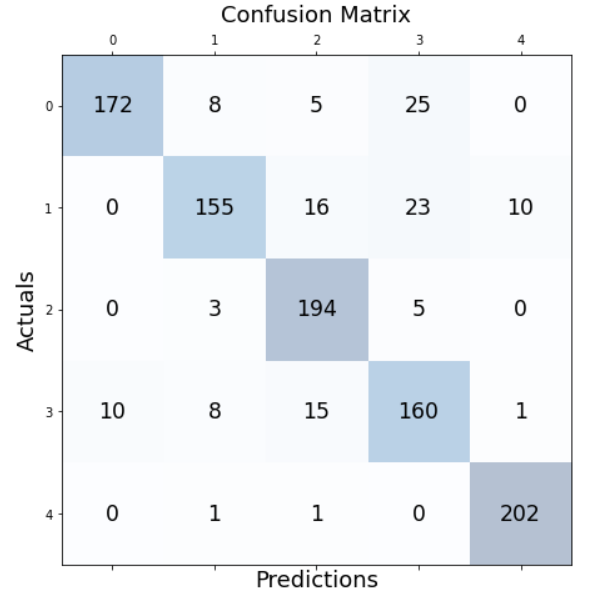 Confusion Matrix
0 1 2 3 4
0 172 8 5 25 0
1 0 155 16 23 10
Actuals
2 0 3 194 5 0
3 10 8 15 160 1
4 0 1 1 0 202
Predictions